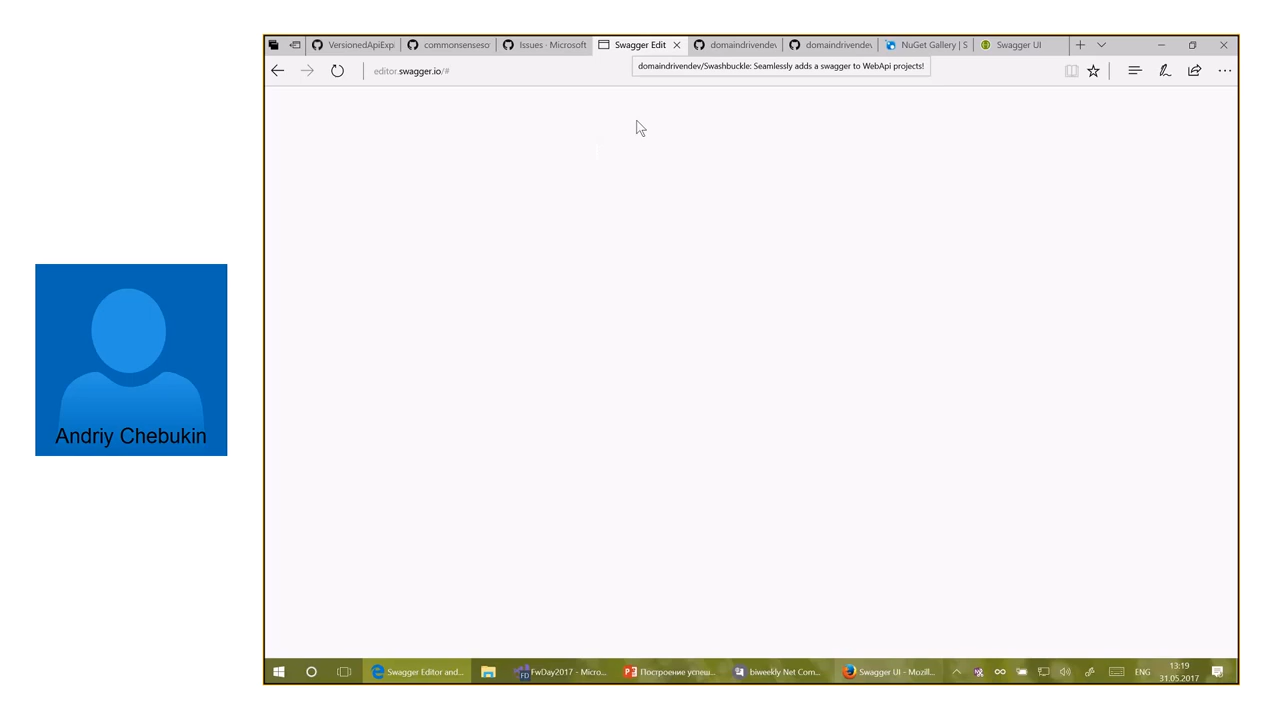 VersionedApiExp
commonsenseso
Issues · Microsoft
Swagger Edit
domaindrivendev
domaindrivendev
NuGet Gallery | S
Swagger UI
editor.swagger.io/#
domaindrivendev/Swashbuckle: Seamlessly adds a swagger to WebApi projects!
Andriy Chebukin
Swagger Editor and...
FwDay2017 - Micro...
Построение успеш...
biweekly Net Com...
Swagger UI - Mozill...
ENG
13:19
31.05.2017